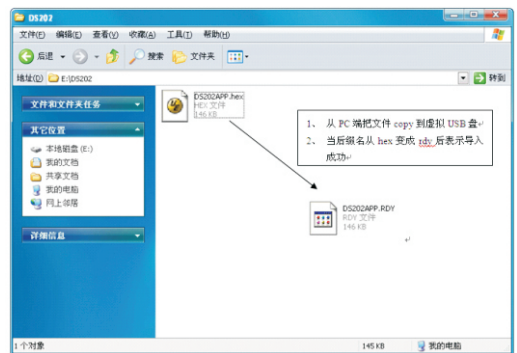 DS202
文件(F) 编辑(E) 查看(V) 收藏(A) 工具(T) 帮助(H)
后退 搜索 文件夹
地址(D) E:\DS202 转到
文件和文件夹任务
其它位置
本地磁盘 (E:)
我的文档
共享文档
我的电脑
网上邻居
详细信息
DS202APP.hex
HEX 文件
146 KB
1、 从 PC 端把文件 copy 到虚拟 USB 盘
2、 当后缀名从 hex 变成 rdy 后表示导入
成功
DS202APP.RDY
RDY 文件
146 KB
1 个对象 145 KB 我的电脑